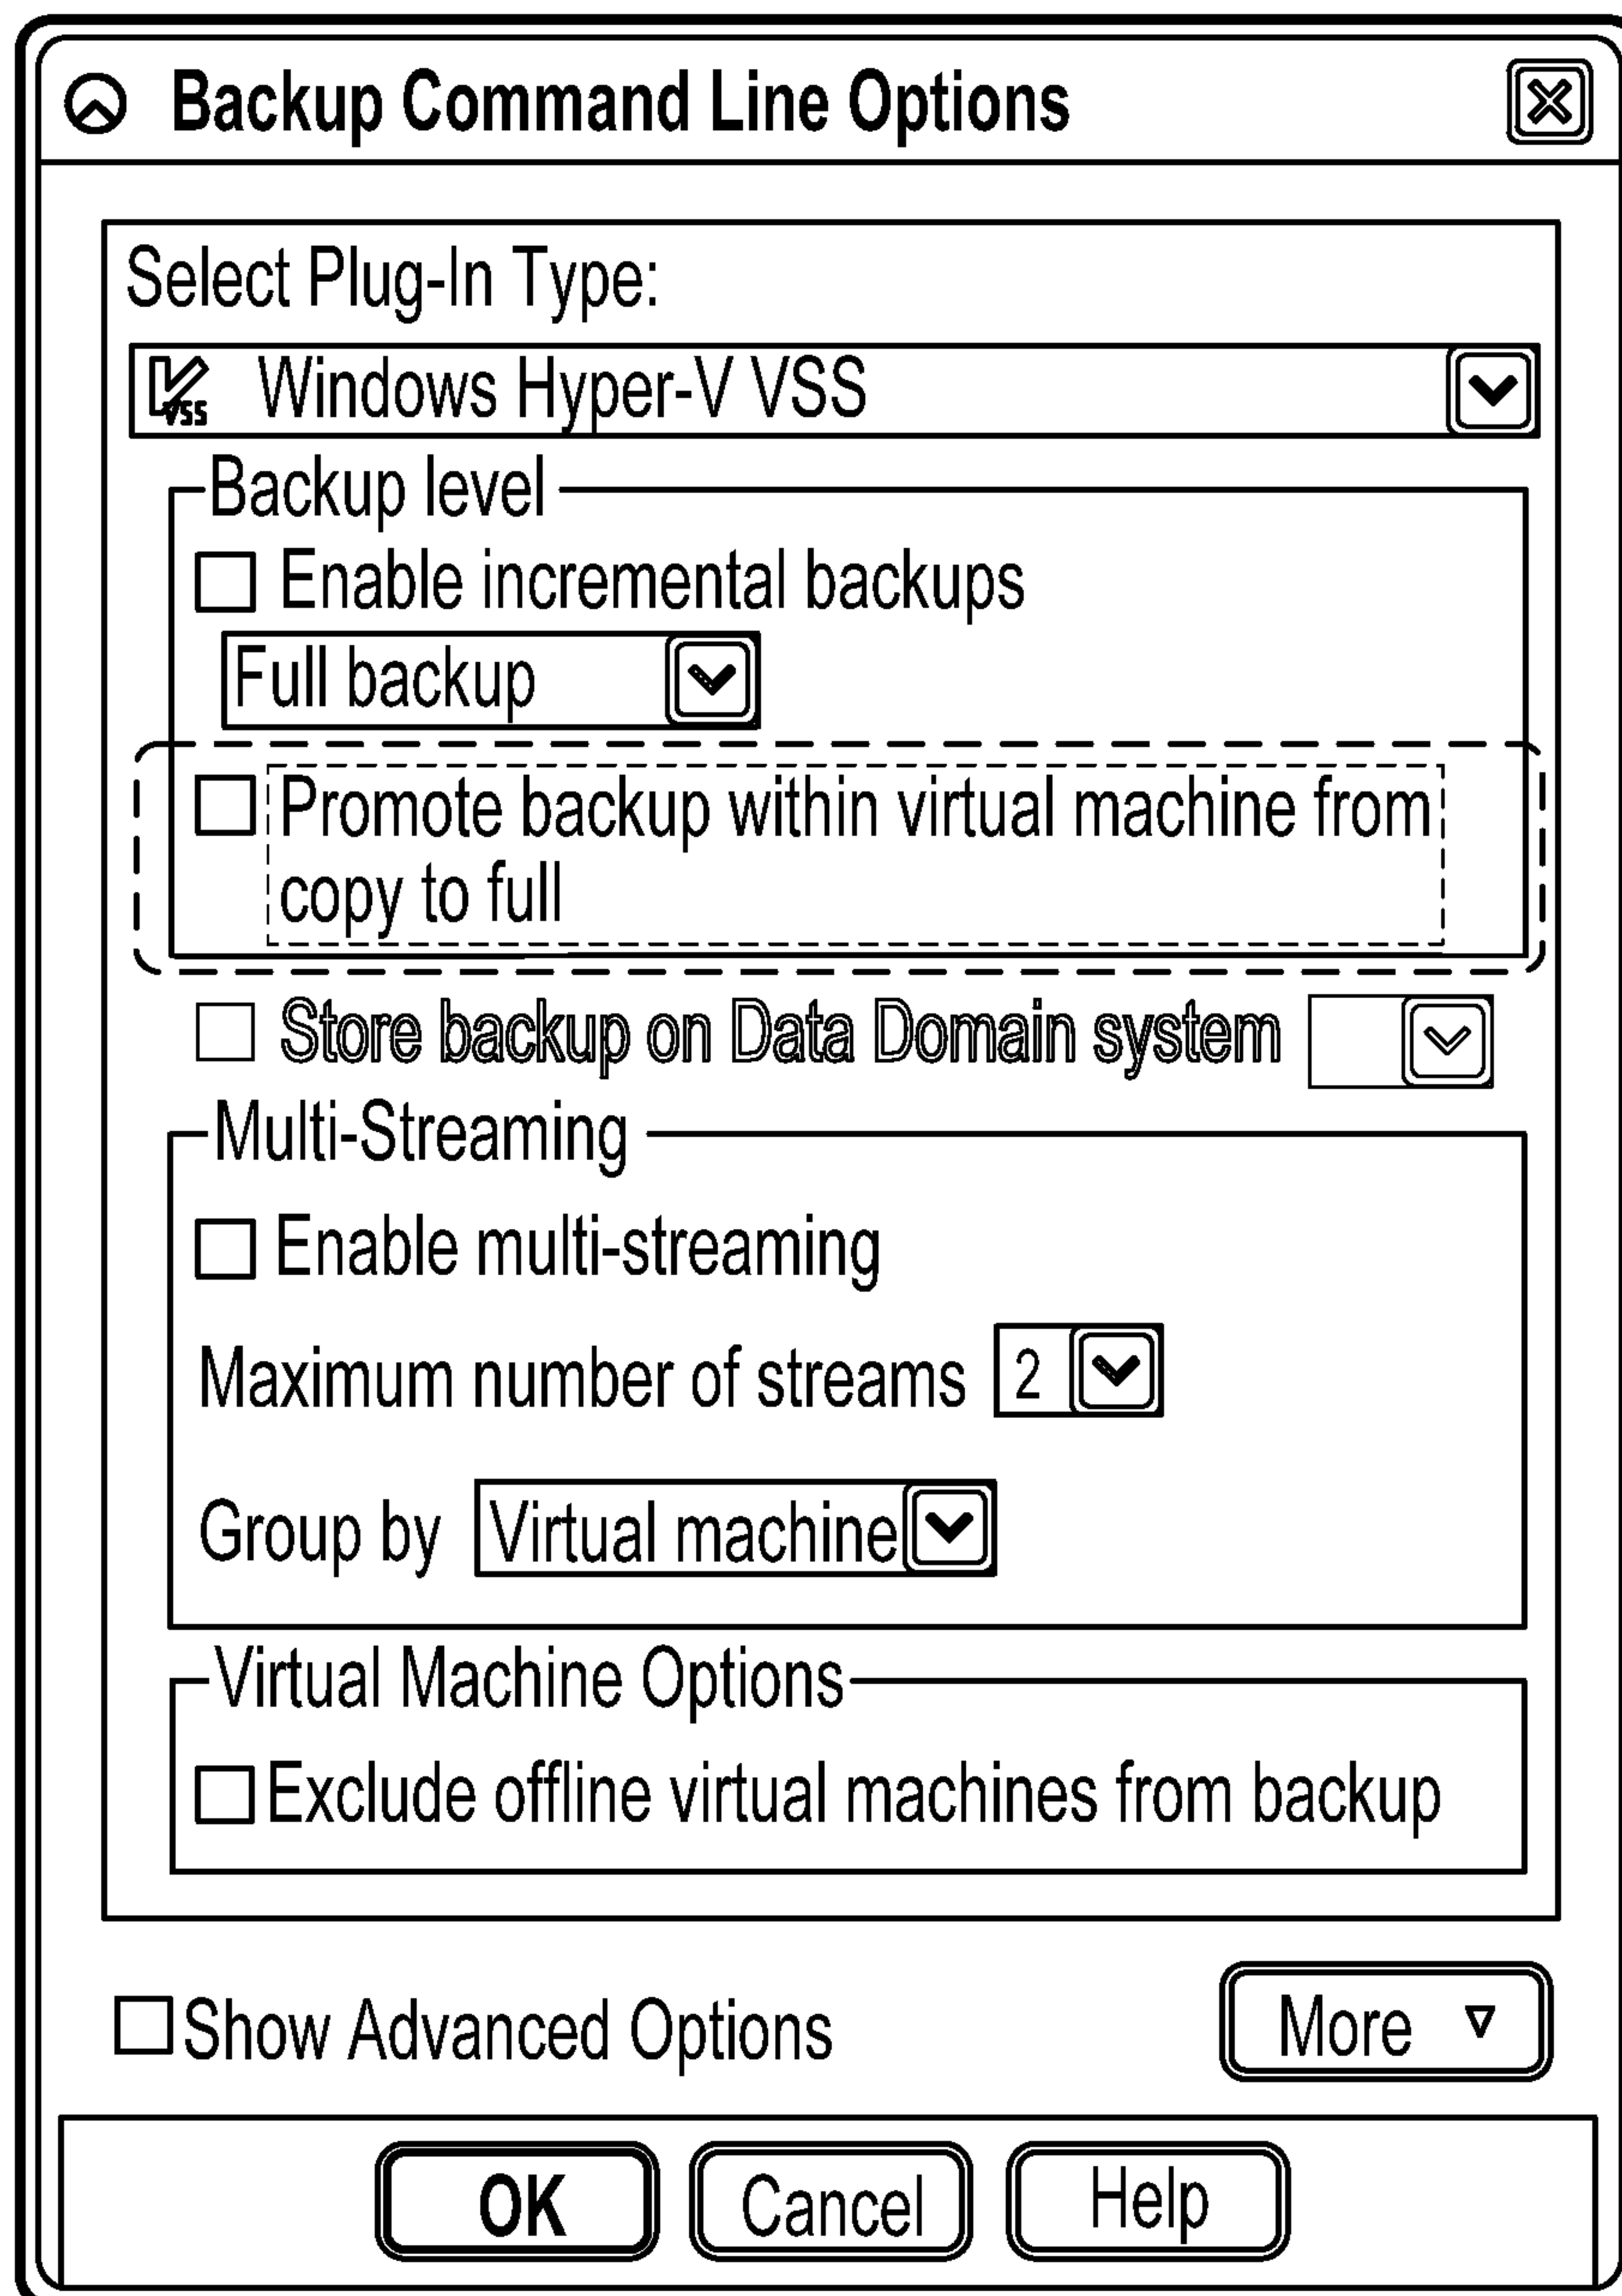 Backup Command Line Options
Select Plug-In Type:
VSS Windows Hyper-V VSS
Backup level
Enable incremental backups
Full backup
Promote backup within virtual machine from
copy to full
Store backup on Data Domain system
Multi-Streaming
Enable multi-streaming
Maximum number of streams 2
Group by Virtual machine
Virtual Machine Options
Exclude offline virtual machines from backup
Show Advanced Options More
OK Cancel Help